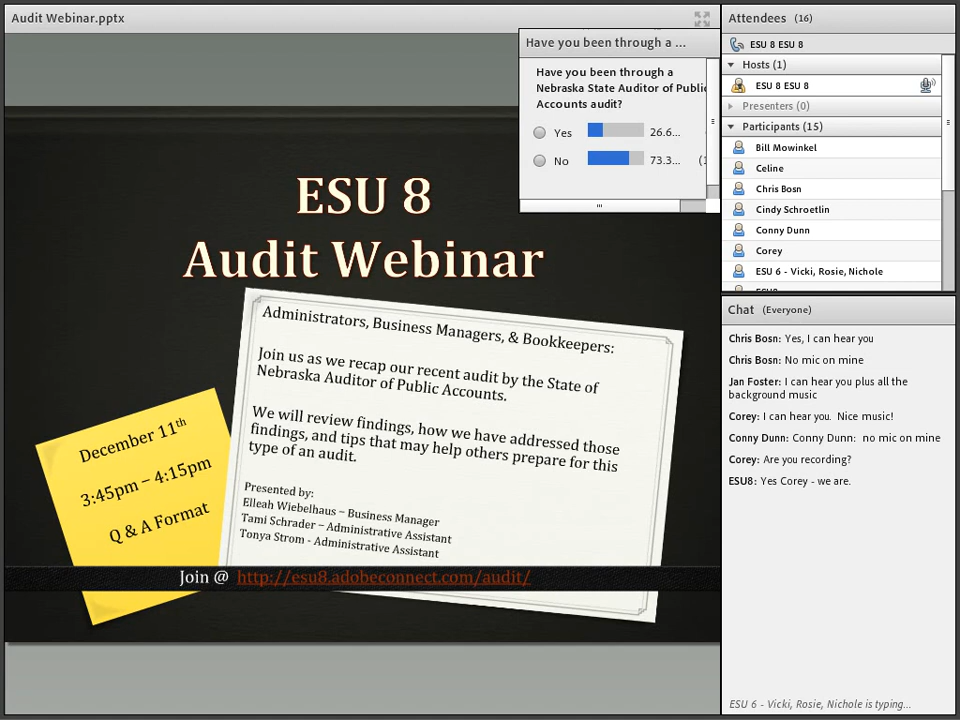 Audit Webinar.pptx
Have you been through a ...
Have you been through a
Nebraska State Auditor of Public
Accounts audit?
Yes 26.6...
No 73.3... (1
ESU 8
Audit Webinar
Administrators, Business Managers, & Bookkeepers:
Join us as we recap our recent audit by the State of
Nebraska Auditor of Public Accounts.
We will review findings, how we have addressed those
findings, and tips that may help others prepare for this
type of an audit.
Presented by:
Elleah Wiebelhaus – Business Manager
Tami Schrader – Administrative Assistant
Tonya Strom - Administrative Assistant
December 11th
3:45pm – 4:15pm
Q & A Format
Join @ http://esu8.adobeconnect.com/audit/
Attendees (16)
ESU 8 ESU 8
Hosts (1)
ESU 8 ESU 8
Presenters (0)
Participants (15)
Bill Mowinkel
Celine
Chris Bosn
Cindy Schroetlin
Conny Dunn
Corey
ESU 6 - Vicki, Rosie, Nichole
ESU8
Chat (Everyone)
Chris Bosn: Yes, I can hear you
Chris Bosn: No mic on mine
Jan Foster: I can hear you plus all the
background music
Corey: I can hear you.  Nice music!
Conny Dunn: Conny Dunn:  no mic on mine
Corey: Are you recording?
ESU8: Yes Corey - we are.
ESU 6 - Vicki, Rosie, Nichole is typing...